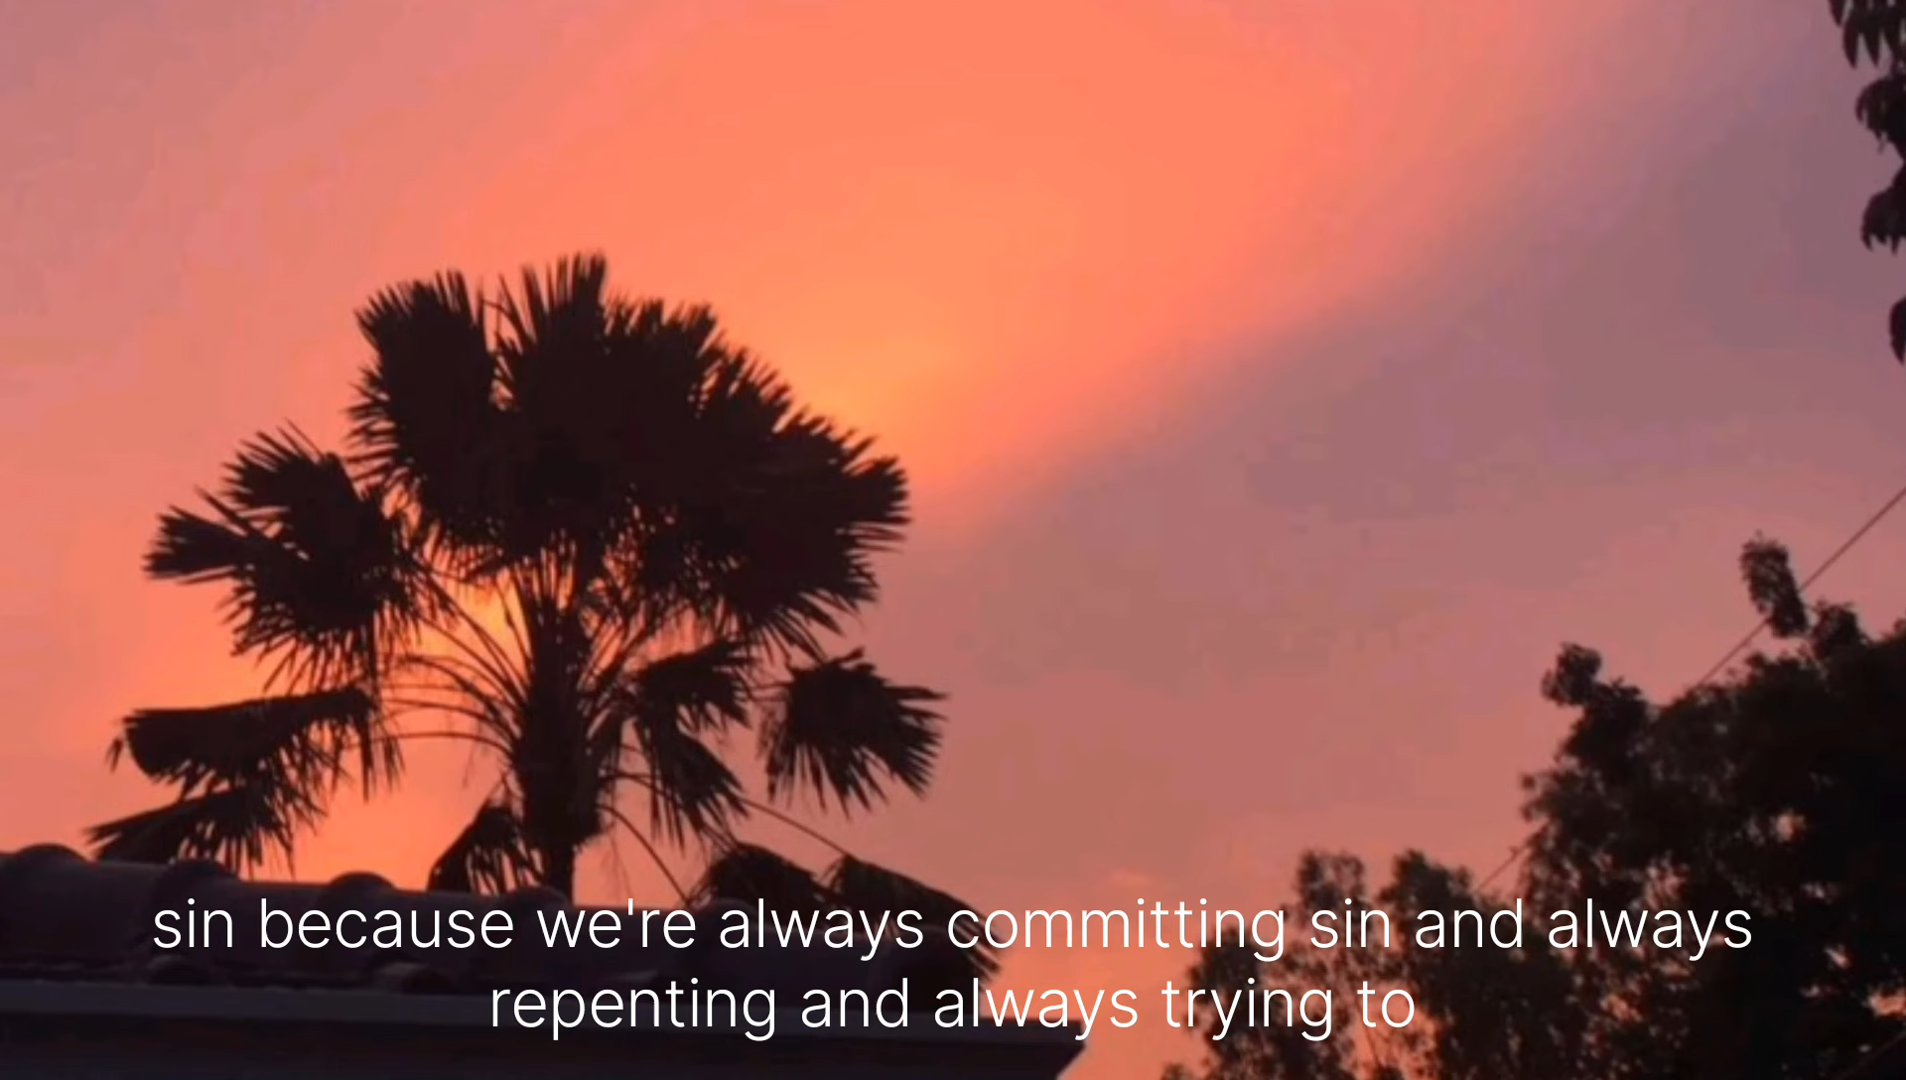 sin because we're always committing sin and always
repenting and always trying to